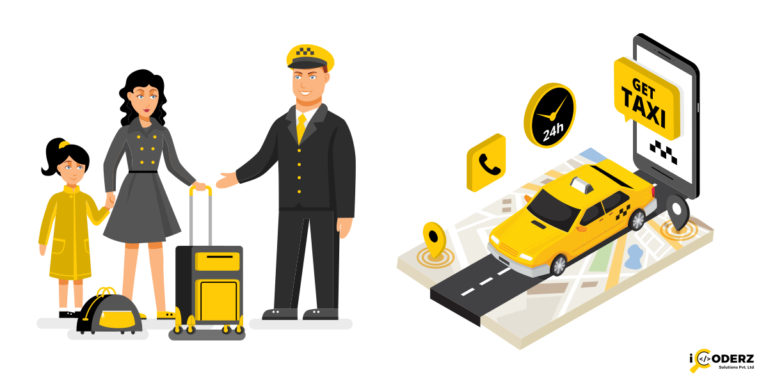 GET
TAXI
24h
iCODERZ
Solutions Pvt. Ltd